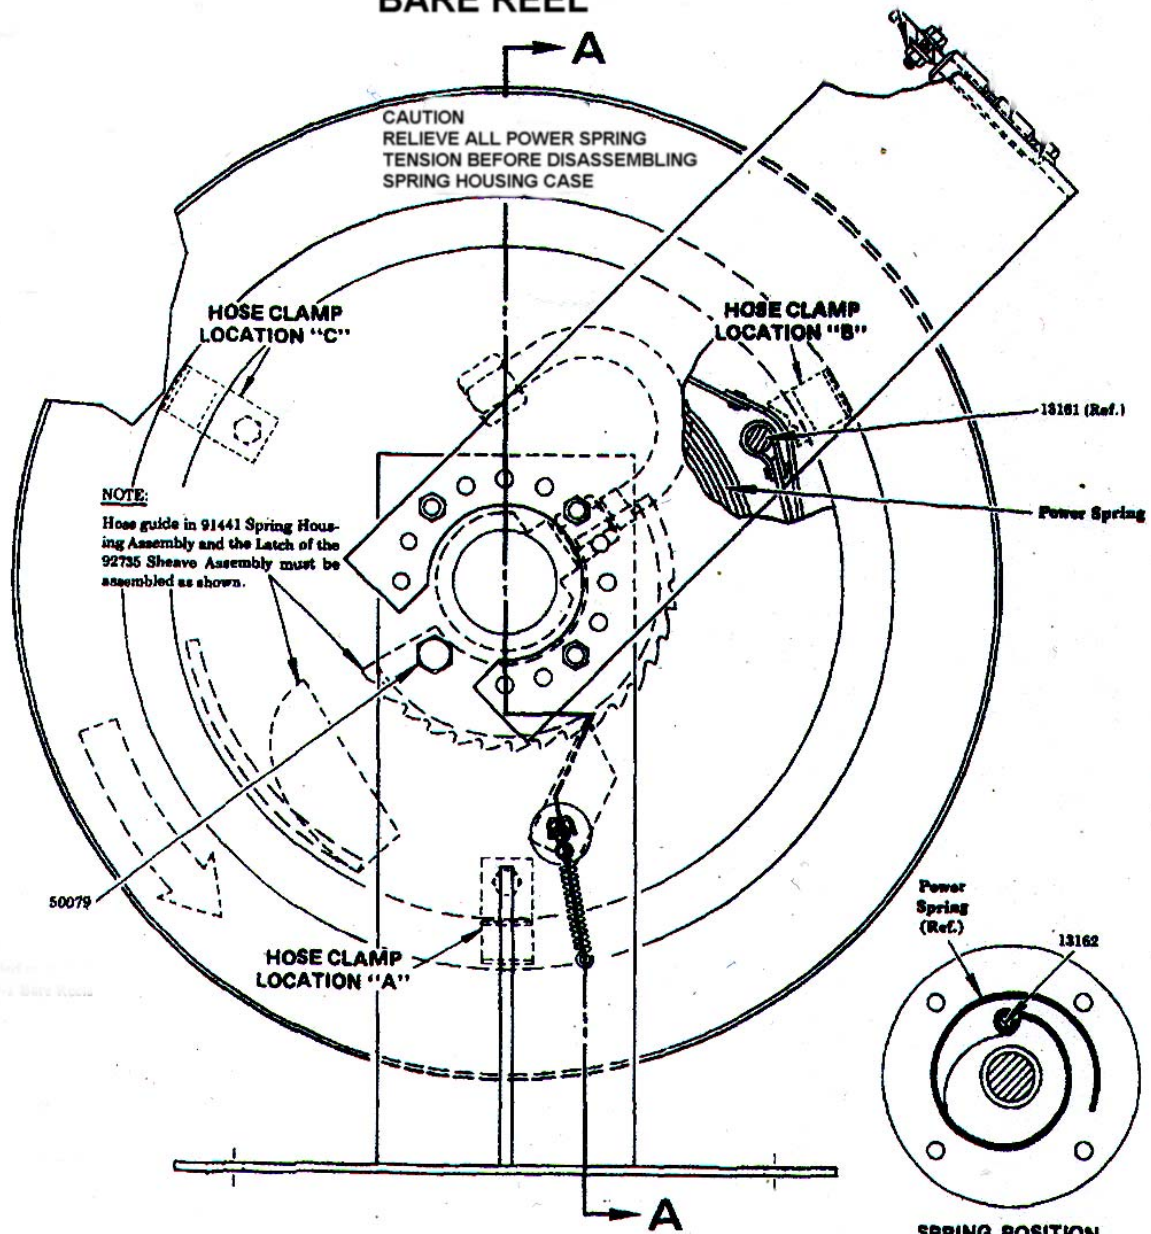 BARE REEL
A
CAUTION
RELIEVE ALL POWER SPRING
TENSION BEFORE DISASSEMBLING
SPRING HOUSING CASE
HOSE CLAMP
LOCATION "C"
HOSE CLAMP
LOCATION "B"
13161 (Ref.)
NOTE:
Hose guide in 91441 Spring Hous-
ing Assembly and the Latch of the
92735 Sheave Assembly must be
assembled as shown.
Power Spring
50079
HOSE CLAMP
LOCATION "A"
Power
Spring
(Ref.)
13162
A
SPRING POSITION